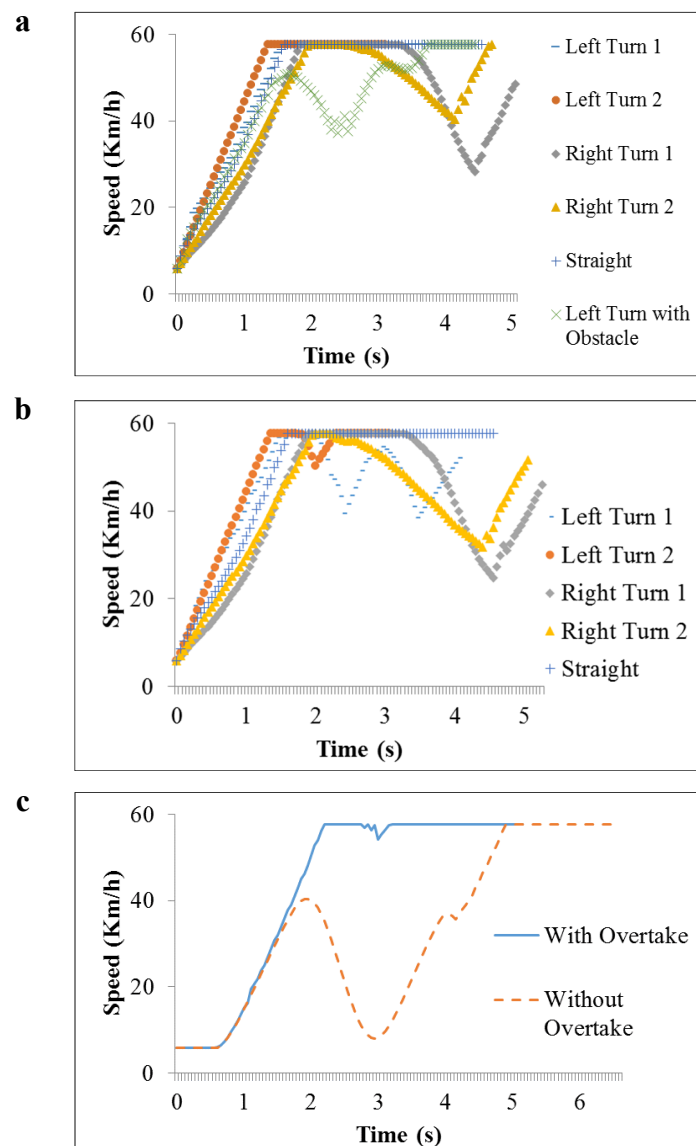 a
60
40
20
0
Speed (Km/h)
0 1 2 3 4 5
Time (s)
Left Turn 1
Left Turn 2
Right Turn 1
Right Turn 2
Straight
Left Turn with
Obstacle
b
60
40
20
0
Speed (Km/h)
0 1 2 3 4 5
Time (s)
Left Turn 1
Left Turn 2
Right Turn 1
Right Turn 2
Straight
c
60
40
20
0
Speed (Km/h)
0 1 2 3 4 5 6
Time (s)
With Overtake
Without
Overtake